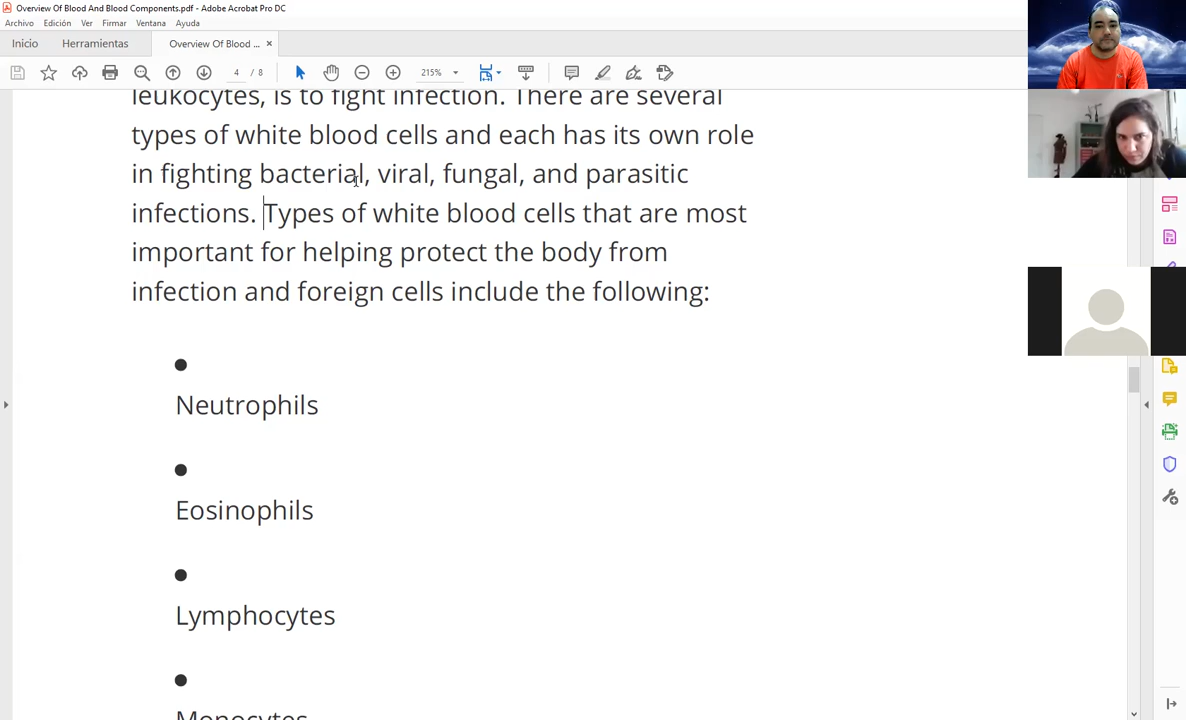 Overview Of Blood And Blood Components.pdf - Adobe Acrobat Pro DC
Archivo Edición Ver Firmar Ventana Ayuda
Inicio Herramientas Overview Of Blood ... ×
4 / 8 215%
leukocytes, is to fight infection. There are several
types of white blood cells and each has its own role
in fighting bacterial, viral, fungal, and parasitic
infections. Types of white blood cells that are most
important for helping protect the body from
infection and foreign cells include the following:
● 
Neutrophils
● 
Eosinophils
● 
Lymphocytes
● 
Monocytes